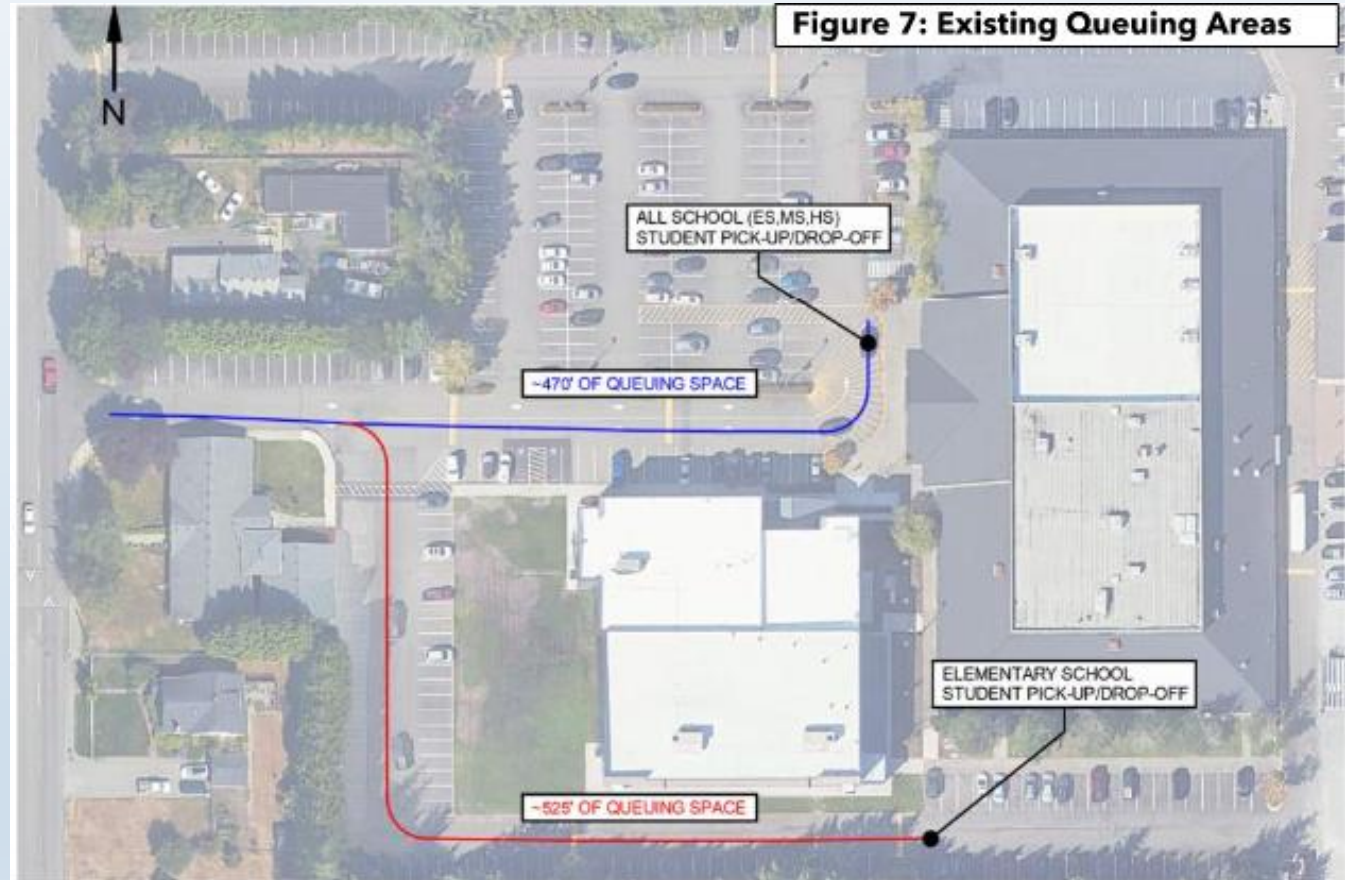 Figure 7: Existing Queuing Areas
N
ALL SCHOOL (ES,MS,HS)
STUDENT PICK-UP/DROP-OFF
~470' OF QUEUING SPACE
ELEMENTARY SCHOOL
STUDENT PICK-UP/DROP-OFF
~525' OF QUEUING SPACE